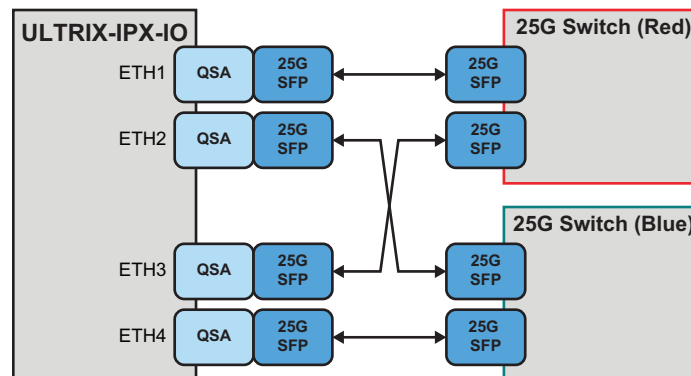 ULTRIX-IPX-IO
25G Switch (Red)
ETH1
QSA
25G
SFP
25G
SFP
ETH2
QSA
25G
SFP
25G
SFP
25G Switch (Blue)
ETH3
QSA
25G
SFP
25G
SFP
ETH4
QSA
25G
SFP
25G
SFP